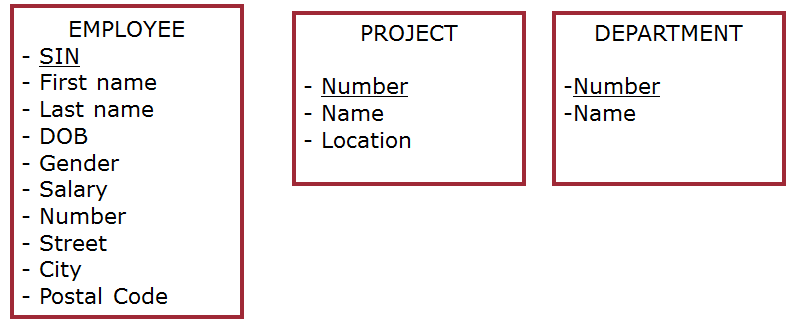 EMPLOYEE
- SIN
- First name
- Last name
- DOB
- Gender
- Salary
- Number
- Street
- City
- Postal Code
PROJECT
- Number
- Name
- Location
DEPARTMENT
-Number
-Name